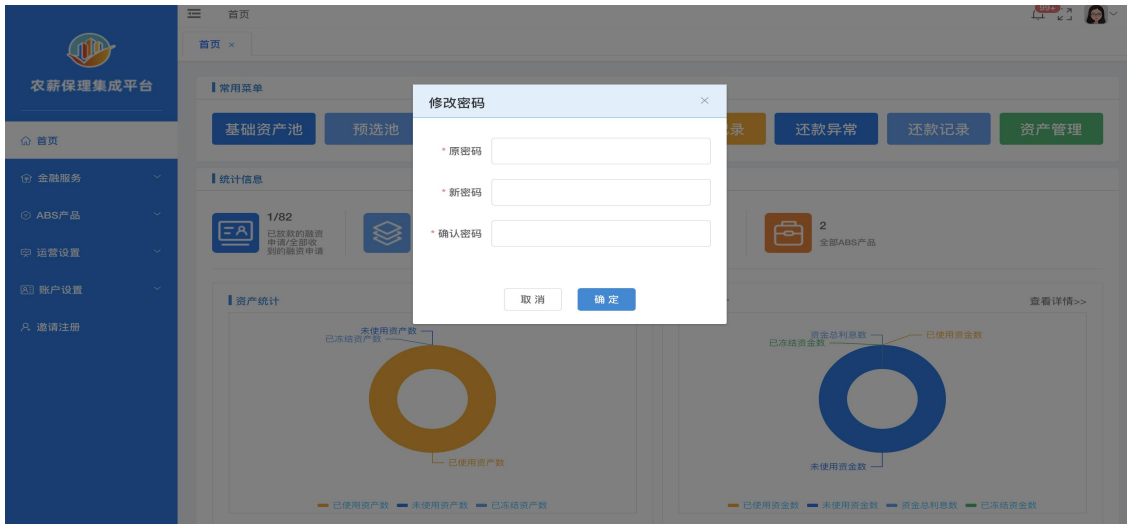 首页
99+
首页 ×
农薪保理集成平台
首页
金融服务
ABS产品
运营设置
账户设置
邀请注册
常用菜单
基础资产池
预选池
录
还款异常
还款记录
资产管理
修改密码
* 原密码
* 新密码
* 确认密码
取消
确定
统计信息
1/82
已放款的融资
申请/全部收
到的融资申请
2
全部ABS产品
资产统计
未使用资产数
已冻结资产数
已使用资产数
已使用资产数
未使用资产数
已冻结资产数
查看详情>>
资金总利息数
已冻结资金数
已使用资金数
未使用资金数
已使用资金数
未使用资金数
资金总利息数
已冻结资金数